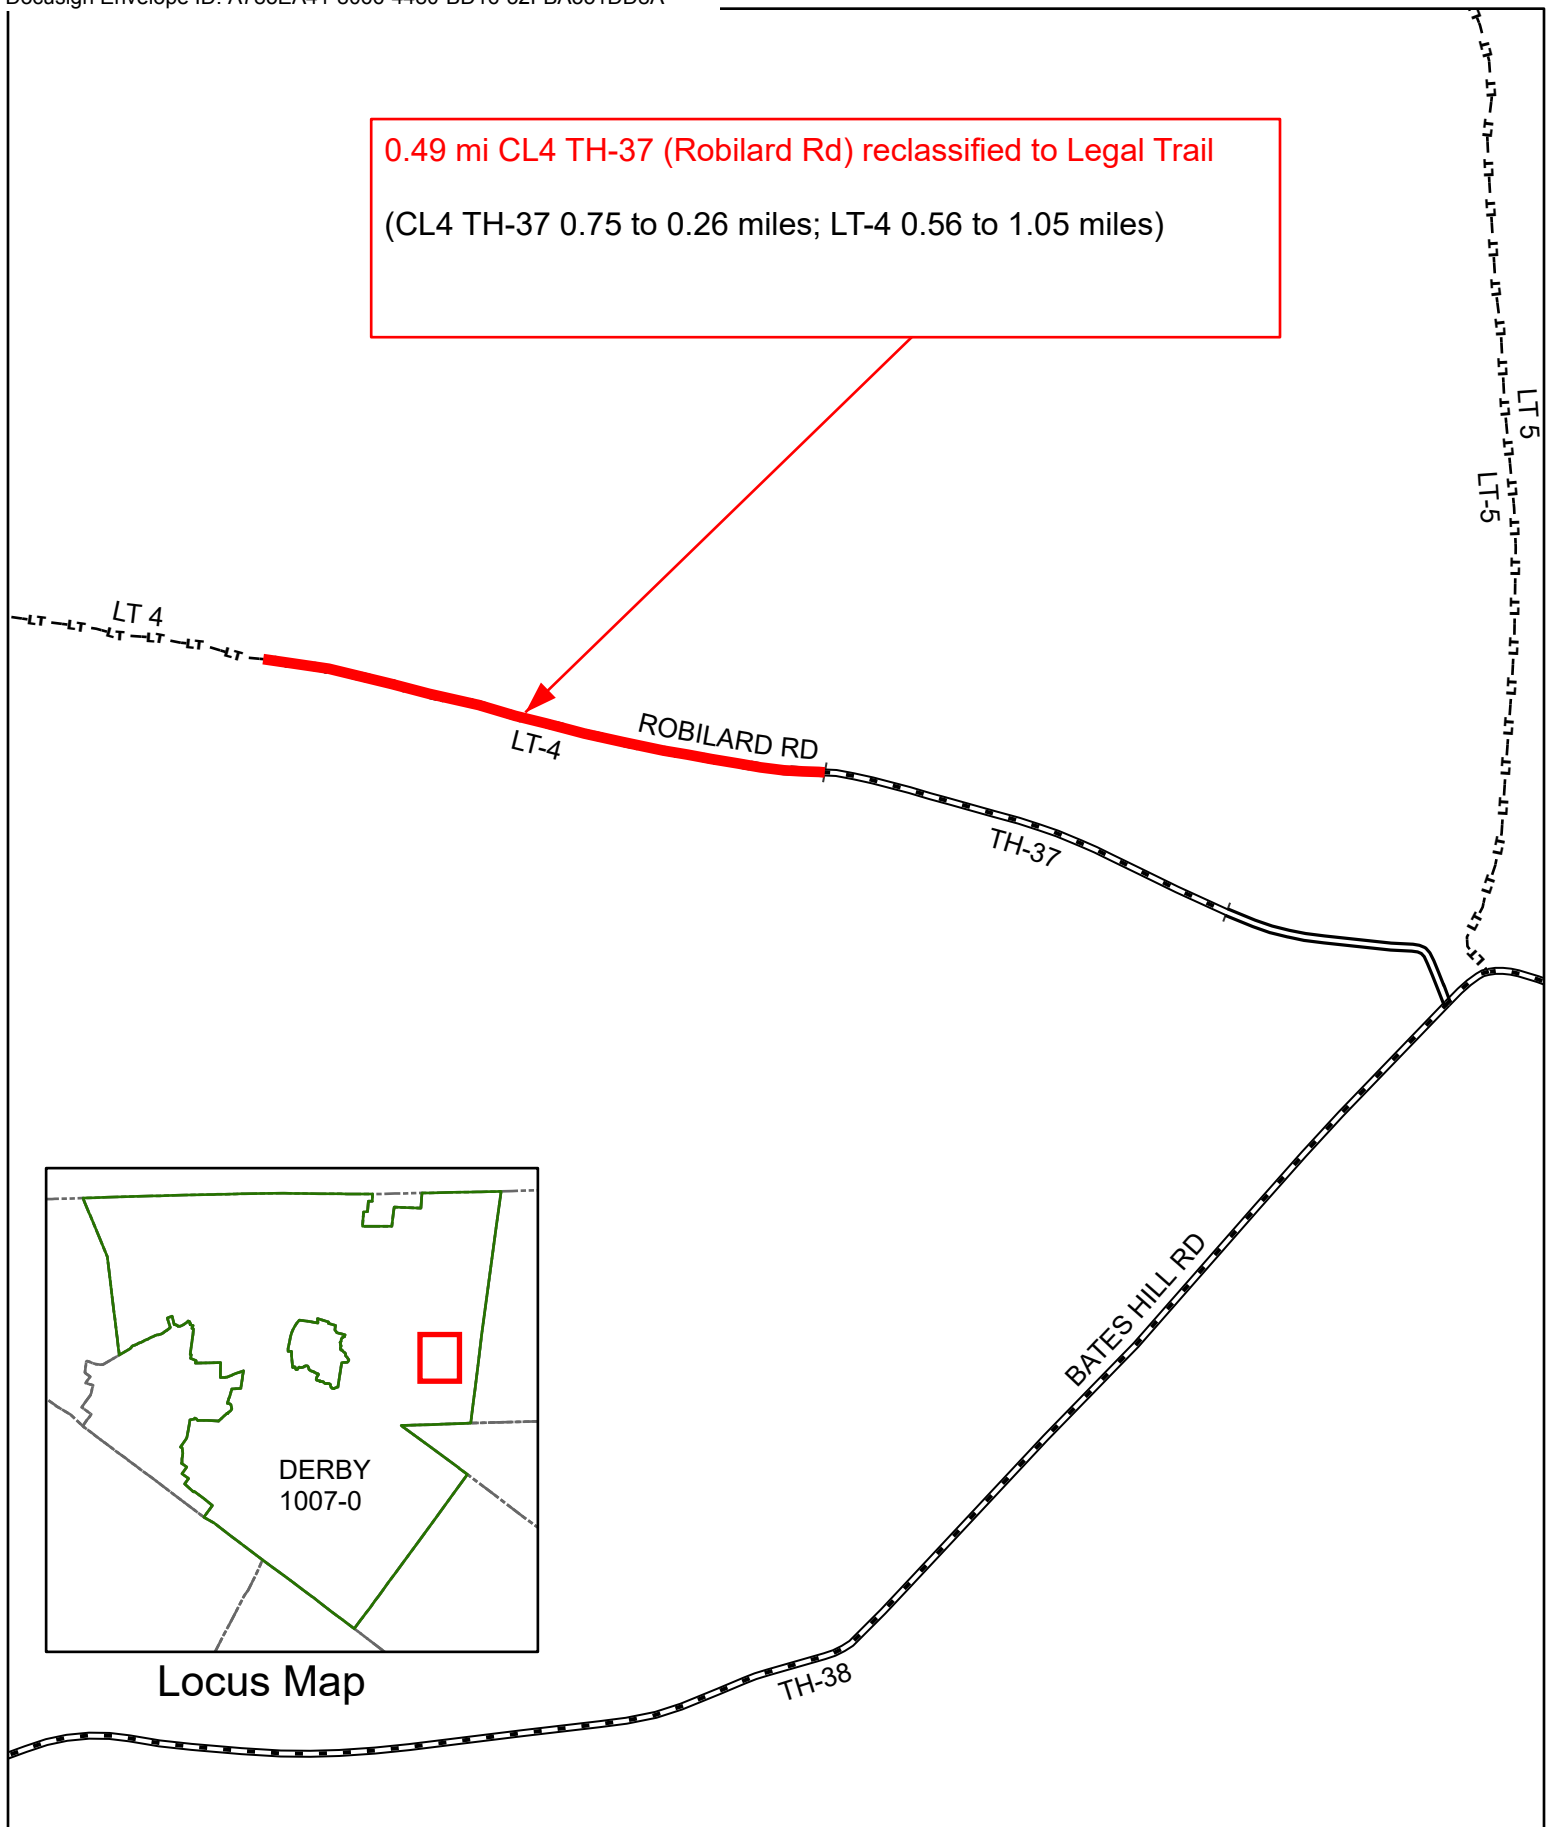 0.49 mi CL4 TH-37 (Robilard Rd) reclassified to Legal Trail
(CL4 TH-37 0.75 to 0.26 miles; LT-4 0.56 to 1.05 miles)
LT 5
LT-5
LT 4
LT-4
ROBILARD RD
TH-37
BATES HILL RD
DERBY
1007-0
Locus Map
TH-38